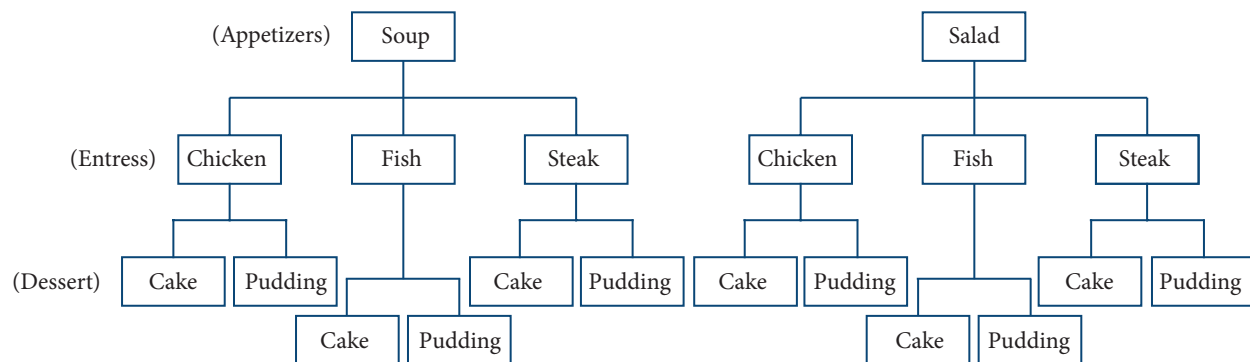 (Appetizers) Soup Salad
(Entress) Chicken Fish Steak Chicken Fish Steak
(Dessert) Cake Pudding Cake Pudding Cake Pudding Cake Pudding
Cake Pudding Cake Pudding